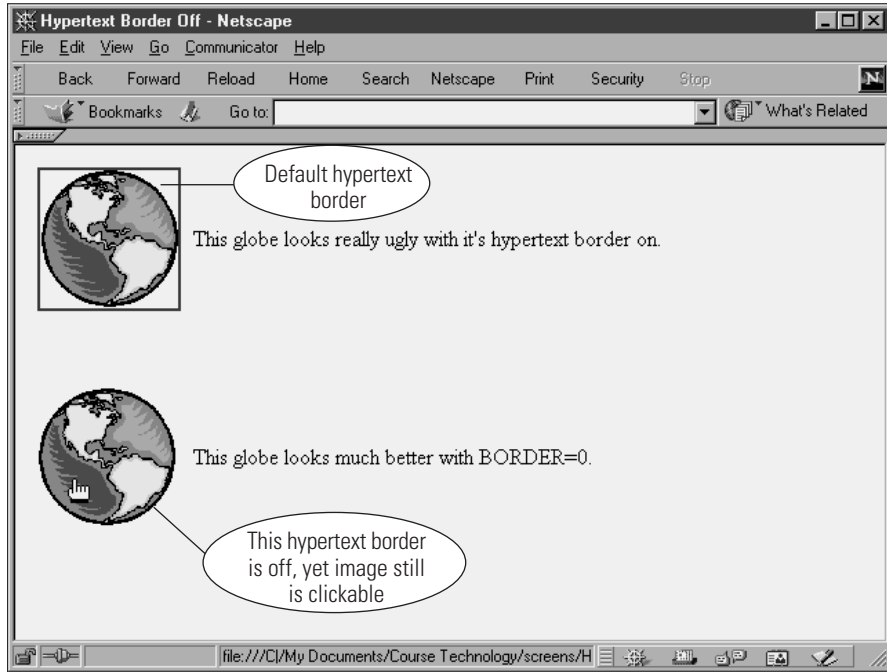 Hypertext Border Off - Netscape
File Edit View Go Communicator Help
Back Forward Reload Home Search Netscape Print Security Stop
N
Bookmarks Go to: What's Related
Default hypertext
border
This globe looks really ugly with it's hypertext border on.
This globe looks much better with BORDER=0.
This hypertext border
is off, yet image still
is clickable
file:///C|/My Documents/Course Technology/screens/H